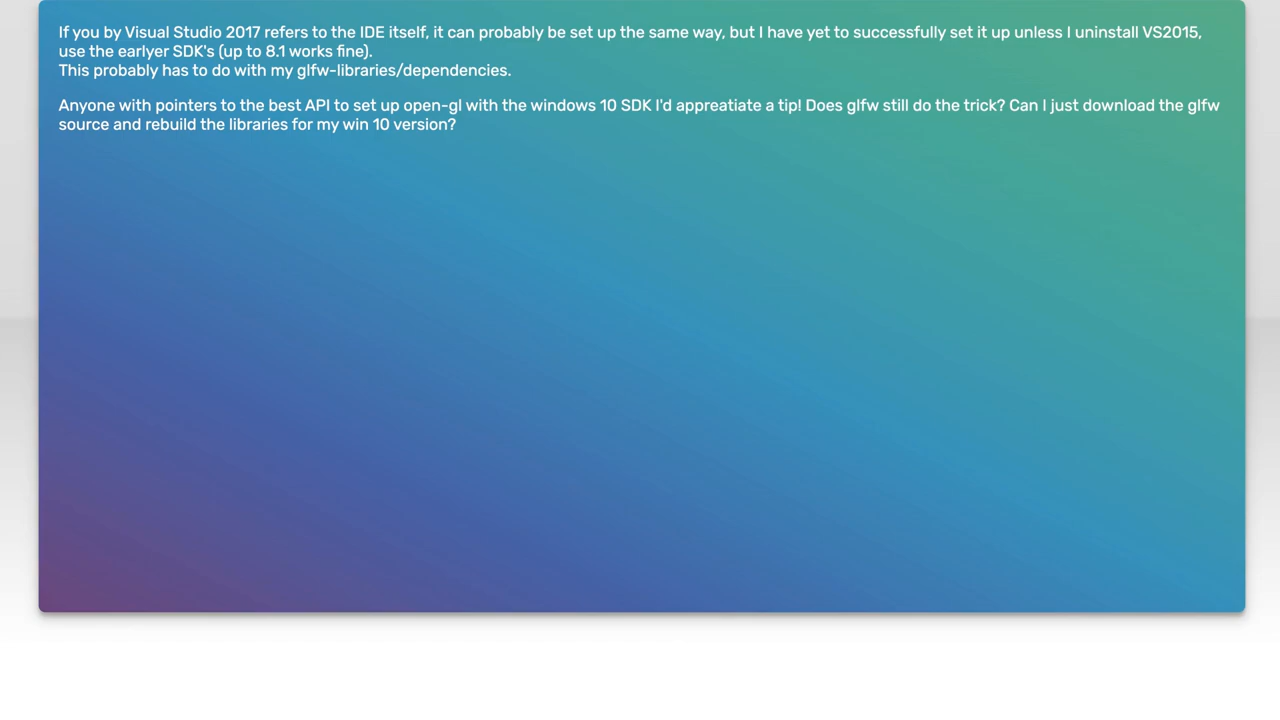 If you by Visual Studio 2017 refers to the IDE itself, it can probably be set up the same way, but I have yet to successfully set it up unless I uninstall VS2015,
use the earlyer SDK's (up to 8.1 works fine).
This probably has to do with my glfw-libraries/dependencies.
Anyone with pointers to the best API to set up open-gl with the windows 10 SDK I'd appreatiate a tip! Does glfw still do the trick? Can I just download the glfw
source and rebuild the libraries for my win 10 version?